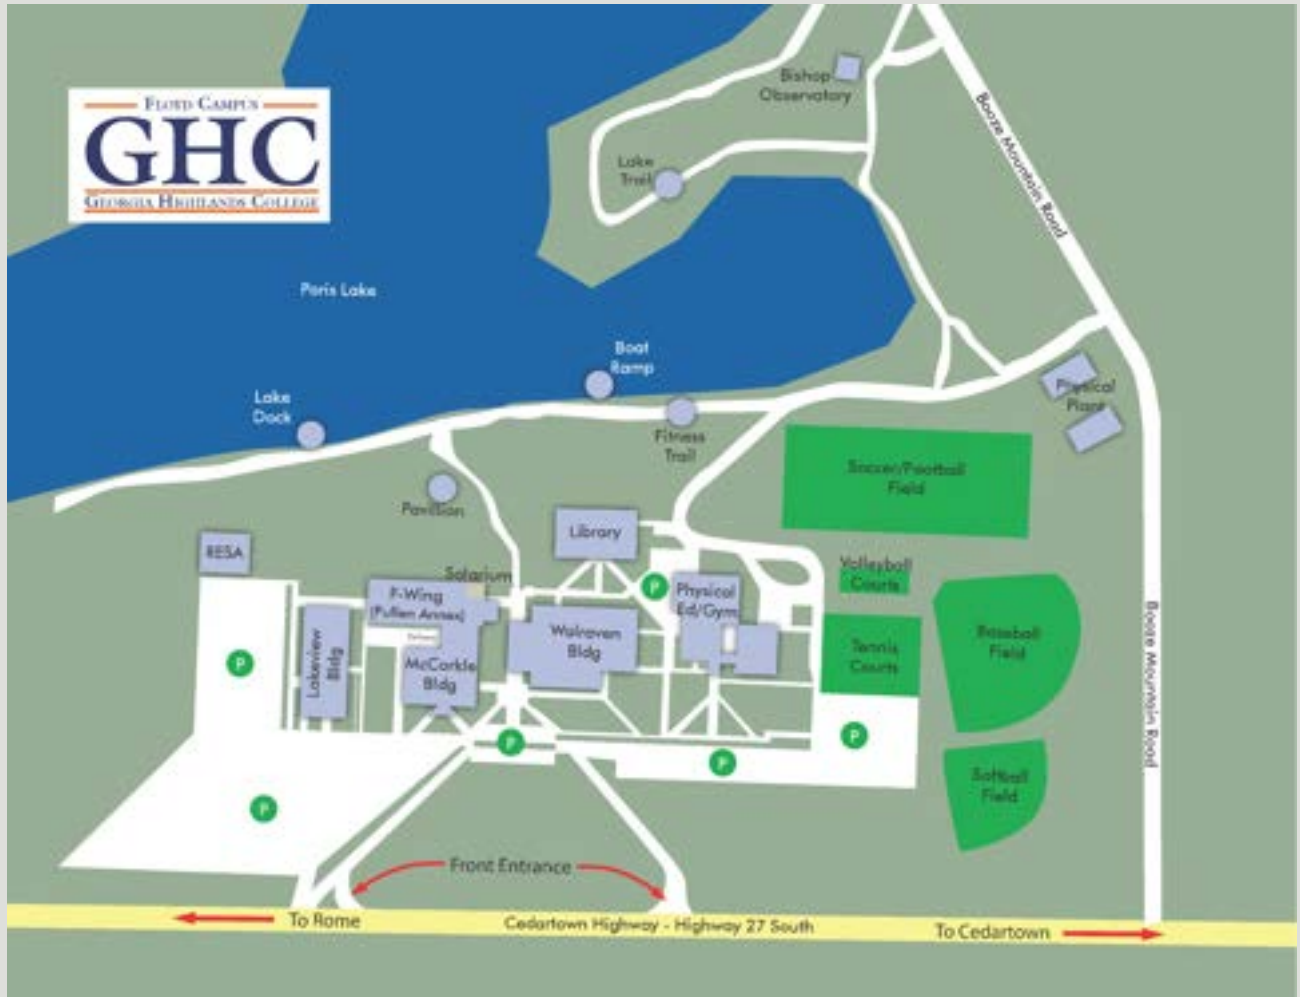 FLOYD CAMPUS
GHC
GEORGIA HIGHLANDS COLLEGE
Bishop
Observatory
Booze Mountain Road
Lake
Trail
Paris Lake
Boat
Ramp
Lake
Dock
Physical
Plant
Fitness
Trail
Soccer/Football
Field
Pavilion
Library
RESA
Volleyball
Courts
Solarium
F-Wing
(Pullen Annex)
P
Physical
Ed/Gym
Walraven
Bldg
Baseball
Field
Lakeview
Bldg
McCorkle
Bldg
Tennis
Courts
P
Booze Mountain Road
P
P
P
Softball
Field
P
Front Entrance
To Rome
Cedartown Highway - Highway 27 South
To Cedartown